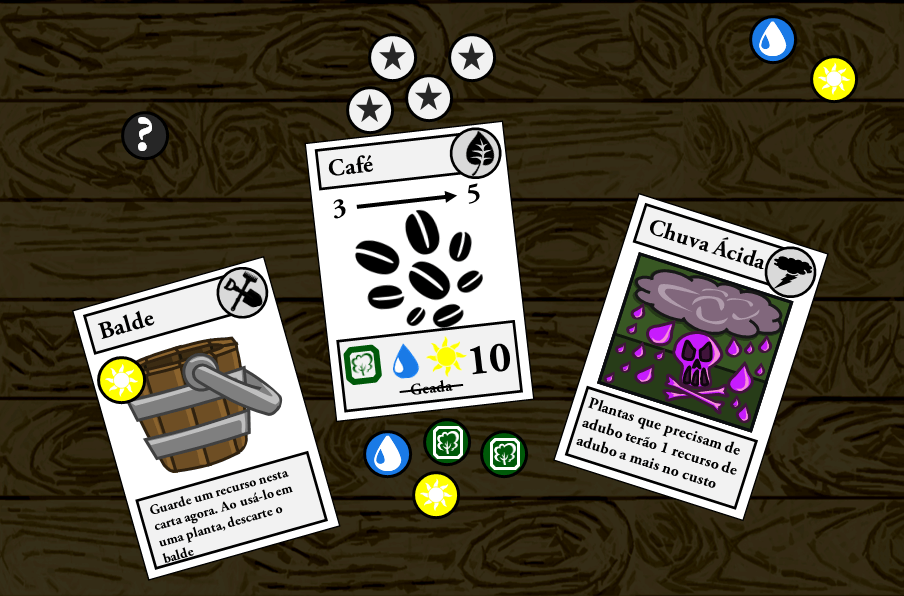 ?
Café
3 5
10
Geada
Balde
Guarde um recurso nesta
carta agora. Ao usá-lo em
uma planta, descarte o
balde
Chuva Ácida
Plantas que precisam de
adubo terão 1 recurso de
adubo a mais no custo